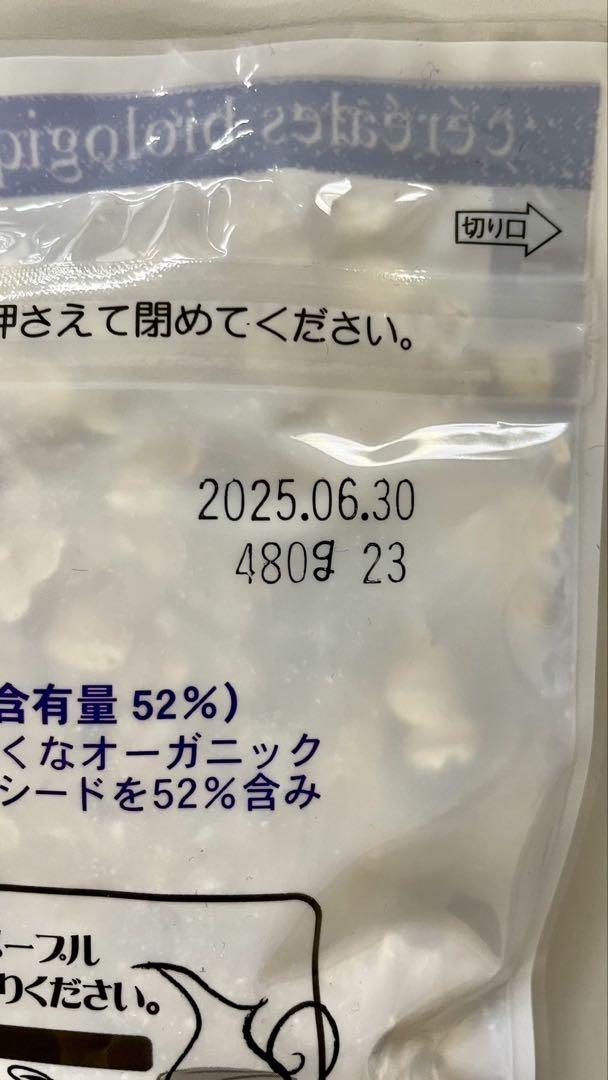 céréales biologiq
切り口
押さえて閉めてください。
2025.06.30
480g 23
含有量 52%)
くなオーガニック
シードを52%含み
メープル
りください。